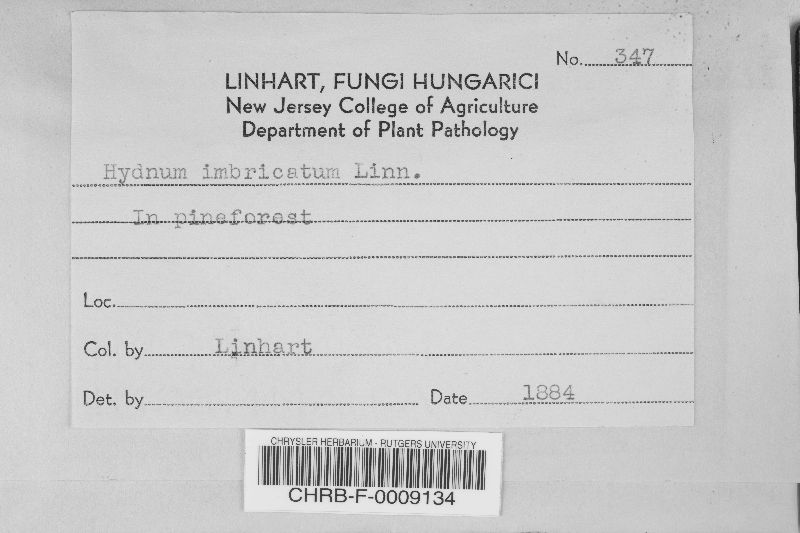 No. 347
LINHART, FUNGI HUNGARICI
New Jersey College of Agriculture
Department of Plant Pathology
Hydnum imbricatum Linn.
In pineforest
Loc.
Col. by Linhart
Det. by Date 1884
CHRYSLER HERBARIUM - RUTGERS UNIVERSITY
CHRB-F-0009134